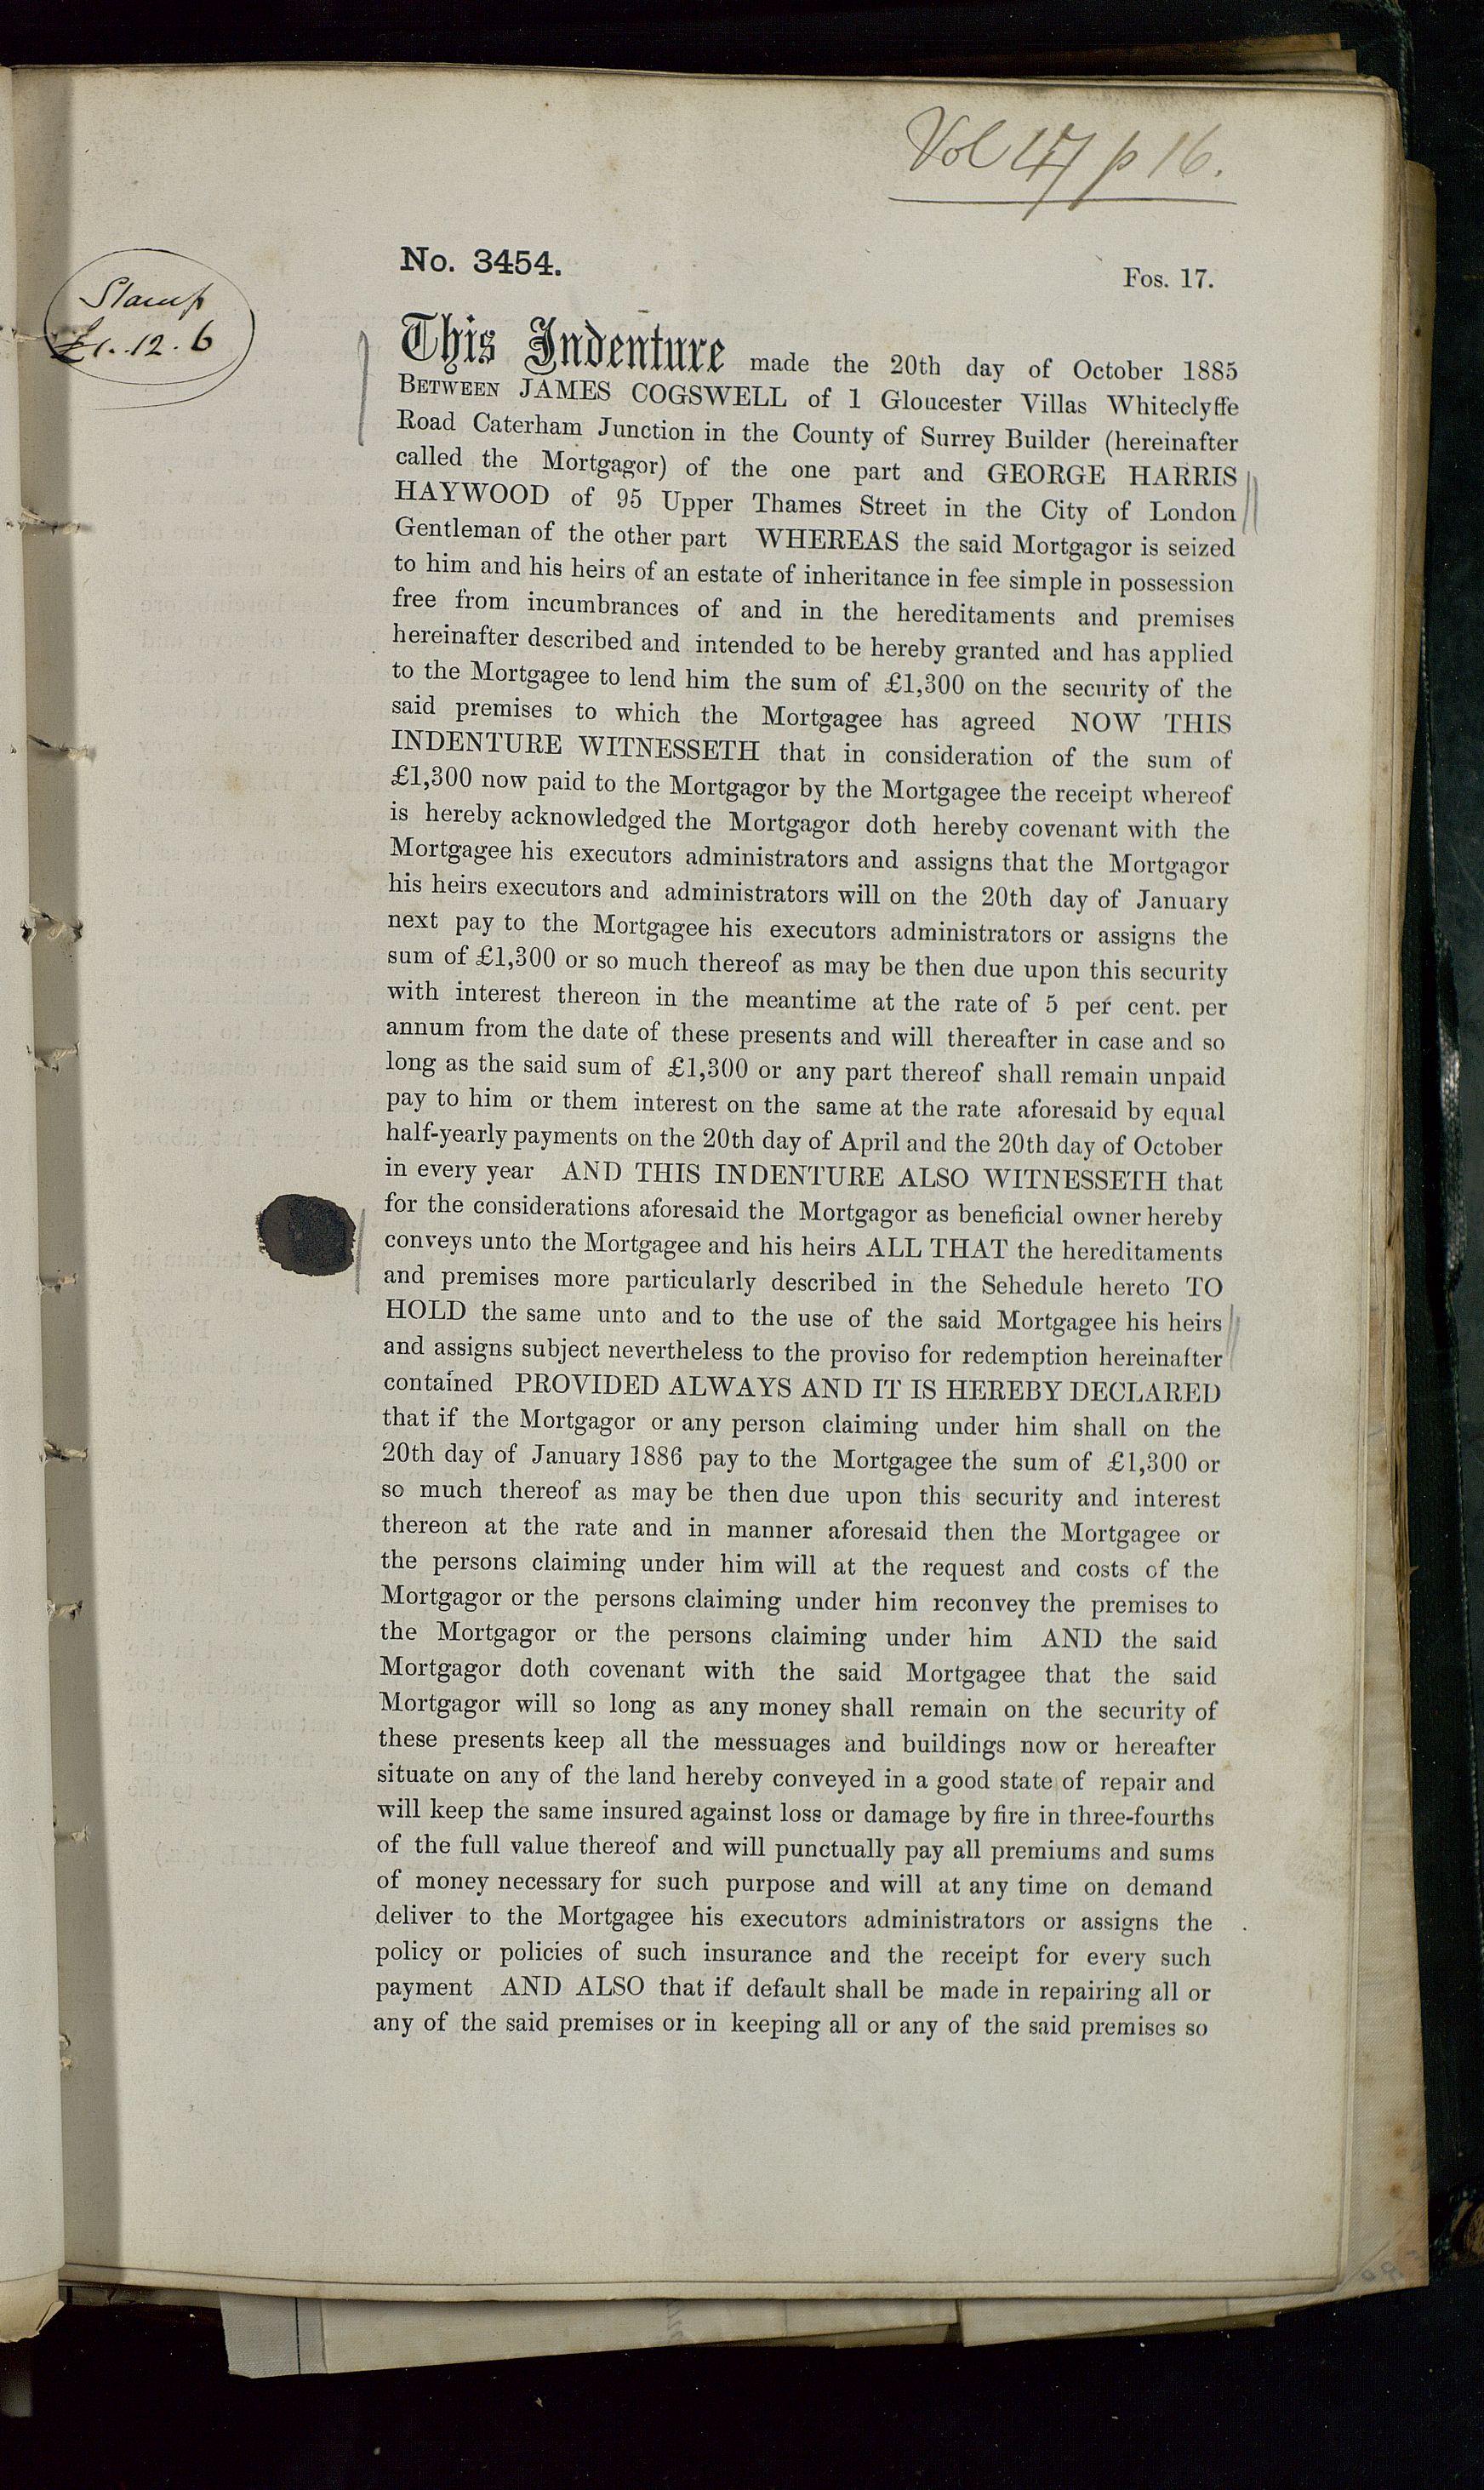 Vol 47 p 16.
No. 3454.
Fos. 17.
Stamp
£1.12.6
This Indenture made the 20th day of October 1885
BETWEEN JAMES COGSWELL of 1 Gloucester Villas Whiteclyffe
Road Caterham Junction in the County of Surrey Builder (hereinafter
called the Mortgagor) of the one part and GEORGE HARRIS
HAYWOOD of 95 Upper Thames Street in the City of London
Gentleman of the other part WHEREAS the said Mortgagor is seized
to him and his heirs of an estate of inheritance in fee simple in possession
free from incumbrances of and in the hereditaments and premises
hereinafter described and intended to be hereby granted and has applied
to the Mortgagee to lend him the sum of £1,300 on the security of the
said premises to which the Mortgagee has agreed NOW THIS
INDENTURE WITNESSETH that in consideration of the sum of
£1,300 now paid to the Mortgagor by the Mortgagee the receipt whereof
is hereby acknowledged the Mortgagor doth hereby covenant with the
Mortgagee his executors administrators and assigns that the Mortgagor
his heirs executors and administrators will on the 20th day of January
next pay to the Mortgagee his executors administrators or assigns the
sum of £1,300 or so much thereof as may be then due upon this security
with interest thereon in the meantime at the rate of 5 per cent. per
annum from the date of these presents and will thereafter in case and so
long as the said sum of £1,300 or any part thereof shall remain unpaid
pay to him or them interest on the same at the rate aforesaid by equal
half-yearly payments on the 20th day of April and the 20th day of October
in every year AND THIS INDENTURE ALSO WITNESSETH that
for the considerations aforesaid the Mortgagor as beneficial owner hereby
conveys unto the Mortgagee and his heirs ALL THAT the hereditaments
and premises more particularly described in the Sehedule hereto TO
HOLD the same unto and to the use of the said Mortgagee his heirs
and assigns subject nevertheless to the proviso for redemption hereinafter
contained PROVIDED ALWAYS AND IT IS HEREBY DECLARED
that if the Mortgagor or any person claiming under him shall on the
20th day of January 1886 pay to the Mortgagee the sum of £1,300 or
so much thereof as may be then due upon this security and interest
thereon at the rate and in manner aforesaid then the Mortgagee or
the persons claiming under him will at the request and costs of the
Mortgagor or the persons claiming under him reconvey the premises to
the Mortgagor or the persons claiming under him AND the said
Mortgagor doth covenant with the said Mortgagee that the said
Mortgagor will so long as any money shall remain on the security of
these presents keep all the messuages and buildings now or hereafter
situate on any of the land hereby conveyed in a good state of repair and
will keep the same insured against loss or damage by fire in three-fourths
of the full value thereof and will punctually pay all premiums and sums
of money necessary for such purpose and will at any time on demand
deliver to the Mortgagee his executors administrators or assigns the
policy or policies of such insurance and the receipt for every such
payment AND ALSO that if default shall be made in repairing all or
any of the said premises or in keeping all or any of the said premises so